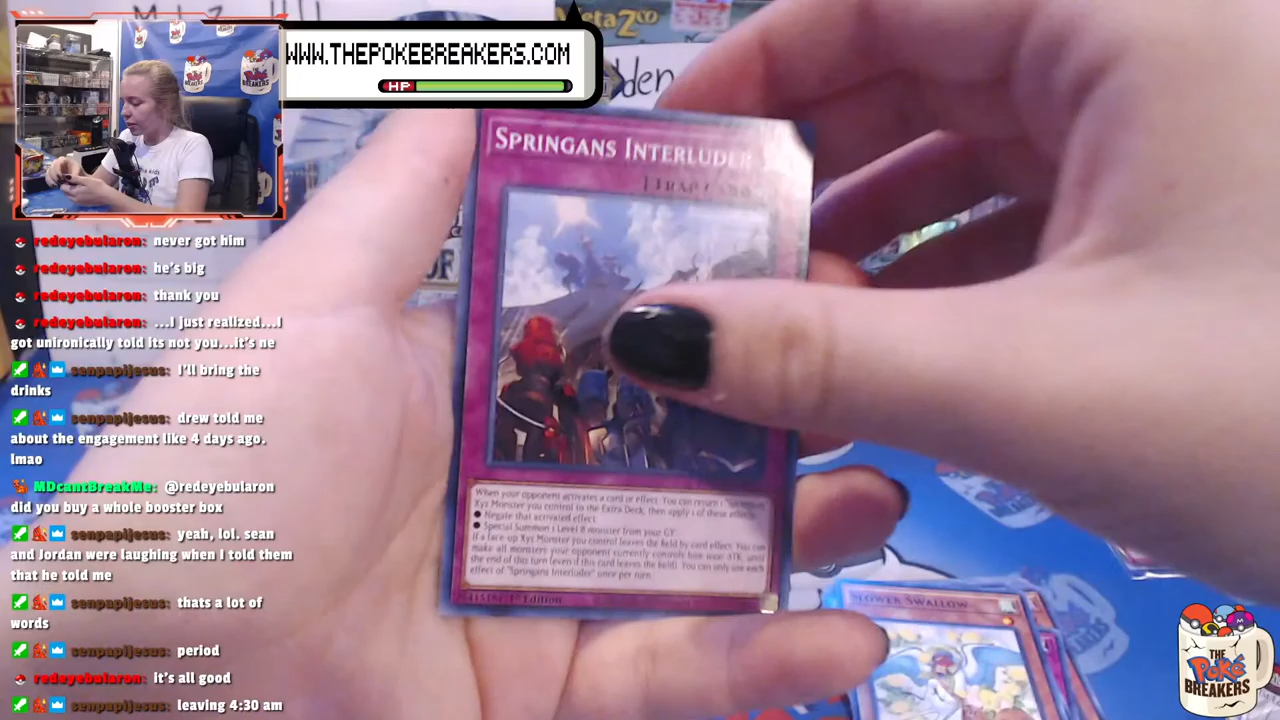 WWW.THEPOKEBREAKERS.COM
HP
Meta Zoo
redeyebularon: never got him
redeyebularon: he's big
redeyebularon: thank you
redeyebularon: ...I just realized...I
got unironically told its not you...it's ne
senpapijesus: I'll bring the
drinks
senpapijesus: drew told me
about the engagement like 4 days ago.
lmao
MDcantBreakMe: @redeyebularon
did you buy a whole booster box
senpapijesus: yeah, lol. sean
and Jordan were laughing when I told them
that he told me
senpapijesus: thats a lot of
words
senpapijesus: period
redeyebularon: it's all good
senpapijesus: leaving 4:30 am
SPRINGANS INTERLUDE
TRAP CARD
When your opponent activates a card or effect: You can return 1 "Springans"
Xyz Monster you control to the Extra Deck, then apply 1 of these effects.
● Negate that activated effect.
● Special Summon 1 Level 8 monster from your GY.
If a face-up Xyz Monster you control leaves the field by card effect: You can
make all monsters your opponent currently controls lose ATK, until
the end of this turn (even if this card leaves the field). You can only use each
effect of "Springans Interluder" once per turn.
1st Edition
SLOWER SWALLOW
THE
Poké
BREAKERS